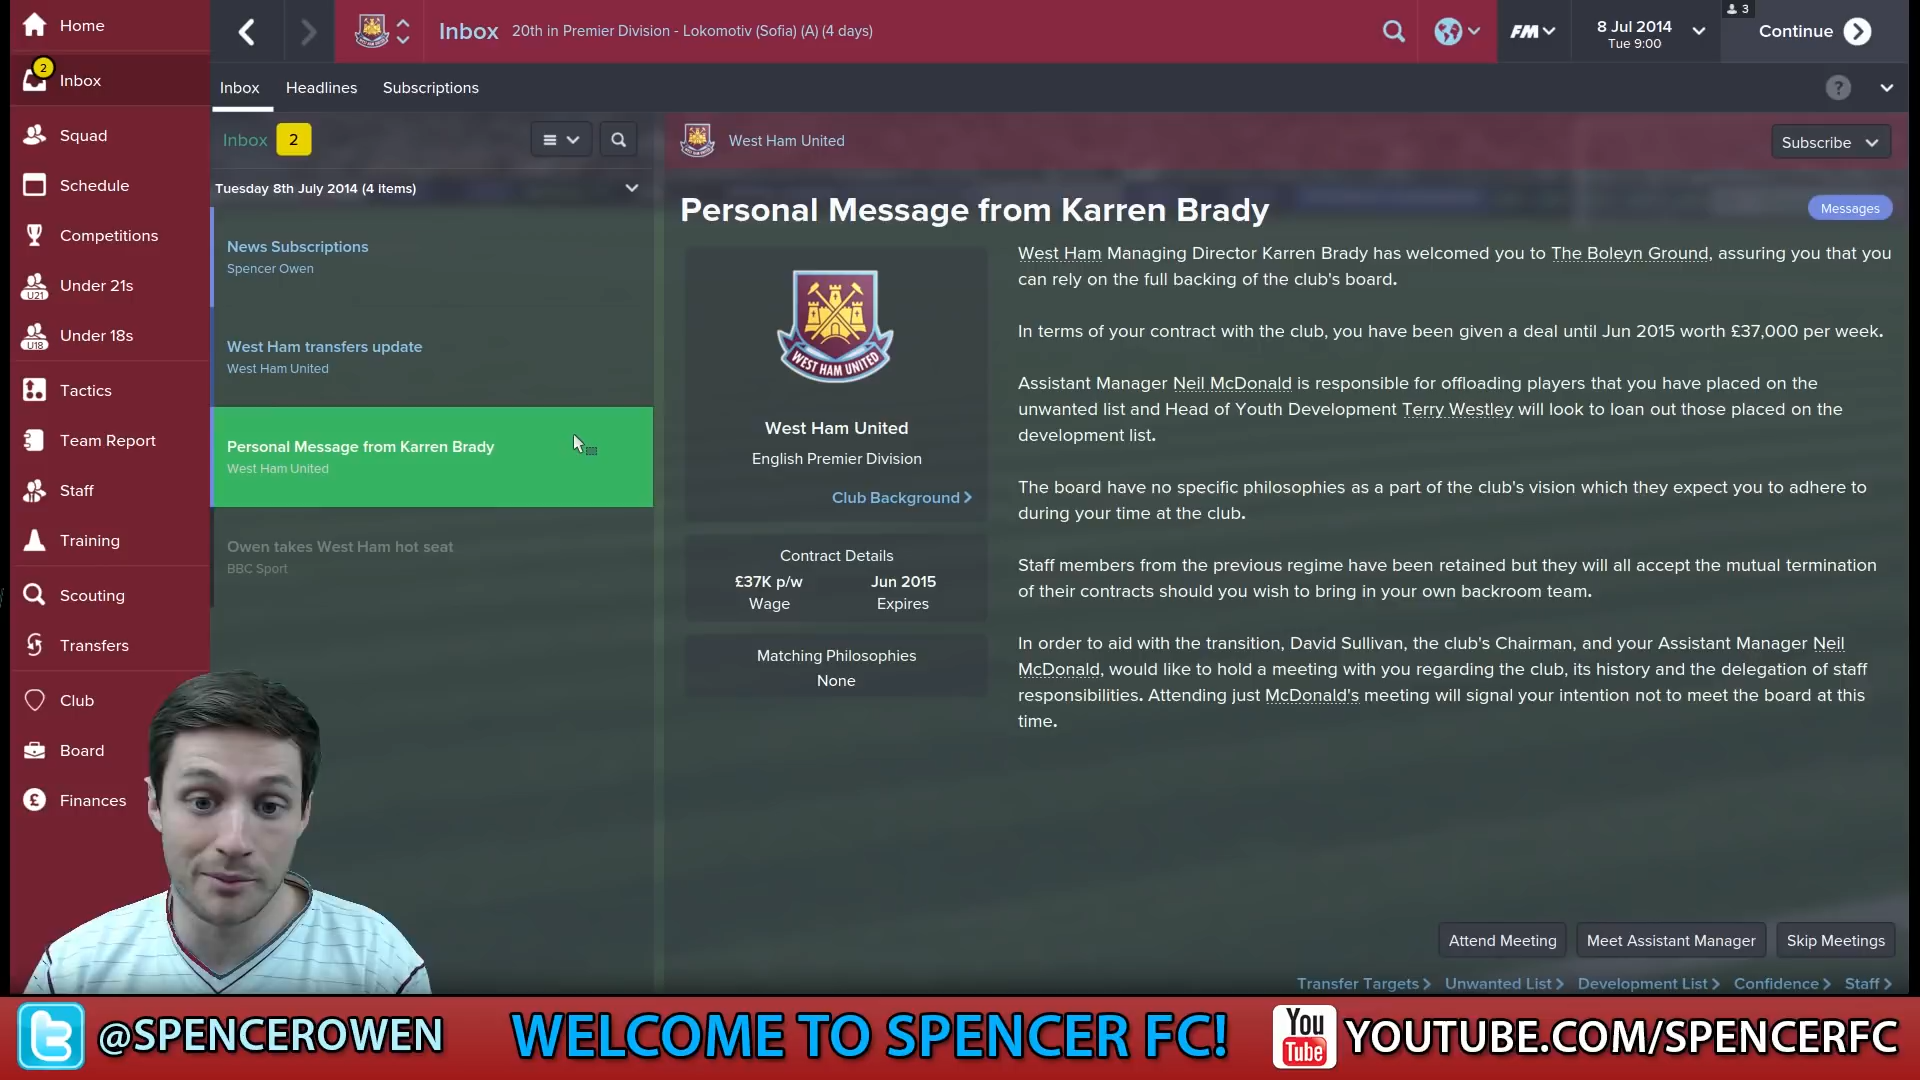 Home
Inbox
20th in Premier Division - Lokomotiv (Sofia) (A) (4 days)
FM
8 Jul 2014
Tue 9:00
3
Continue
2
Inbox
Squad
Schedule
Competitions
U21
Under 21s
U18
Under 18s
Tactics
Team Report
Staff
Training
Scouting
Transfers
Club
Board
£
Finances
Inbox
Headlines
Subscriptions
?
Inbox
2
Tuesday 8th July 2014 (4 items)
News Subscriptions
Spencer Owen
West Ham transfers update
West Ham United
Personal Message from Karren Brady
West Ham United
Owen takes West Ham hot seat
BBC Sport
West Ham United
Subscribe
Personal Message from Karren Brady
Messages
WEST HAM UNITED
West Ham United
English Premier Division
Club Background
Contract Details
£37K p/w
Jun 2015
Wage
Expires
Matching Philosophies
None
West Ham Managing Director Karren Brady has welcomed you to The Boleyn Ground, assuring you that you
can rely on the full backing of the club's board.
In terms of your contract with the club, you have been given a deal until Jun 2015 worth £37,000 per week.
Assistant Manager Neil McDonald is responsible for offloading players that you have placed on the
unwanted list and Head of Youth Development Terry Westley will look to loan out those placed on the
development list.
The board have no specific philosophies as a part of the club's vision which they expect you to adhere to
during your time at the club.
Staff members from the previous regime have been retained but they will all accept the mutual termination
of their contracts should you wish to bring in your own backroom team.
In order to aid with the transition, David Sullivan, the club's Chairman, and your Assistant Manager Neil
McDonald, would like to hold a meeting with you regarding the club, its history and the delegation of staff
responsibilities. Attending just McDonald's meeting will signal your intention not to meet the board at this
time.
Attend Meeting
Meet Assistant Manager
Skip Meetings
Transfer Targets
Unwanted List
Development List
Confidence
Staff
@SPENCEROWEN
WELCOME TO SPENCER FC!
You
Tube
YOUTUBE.COM/SPENCERFC